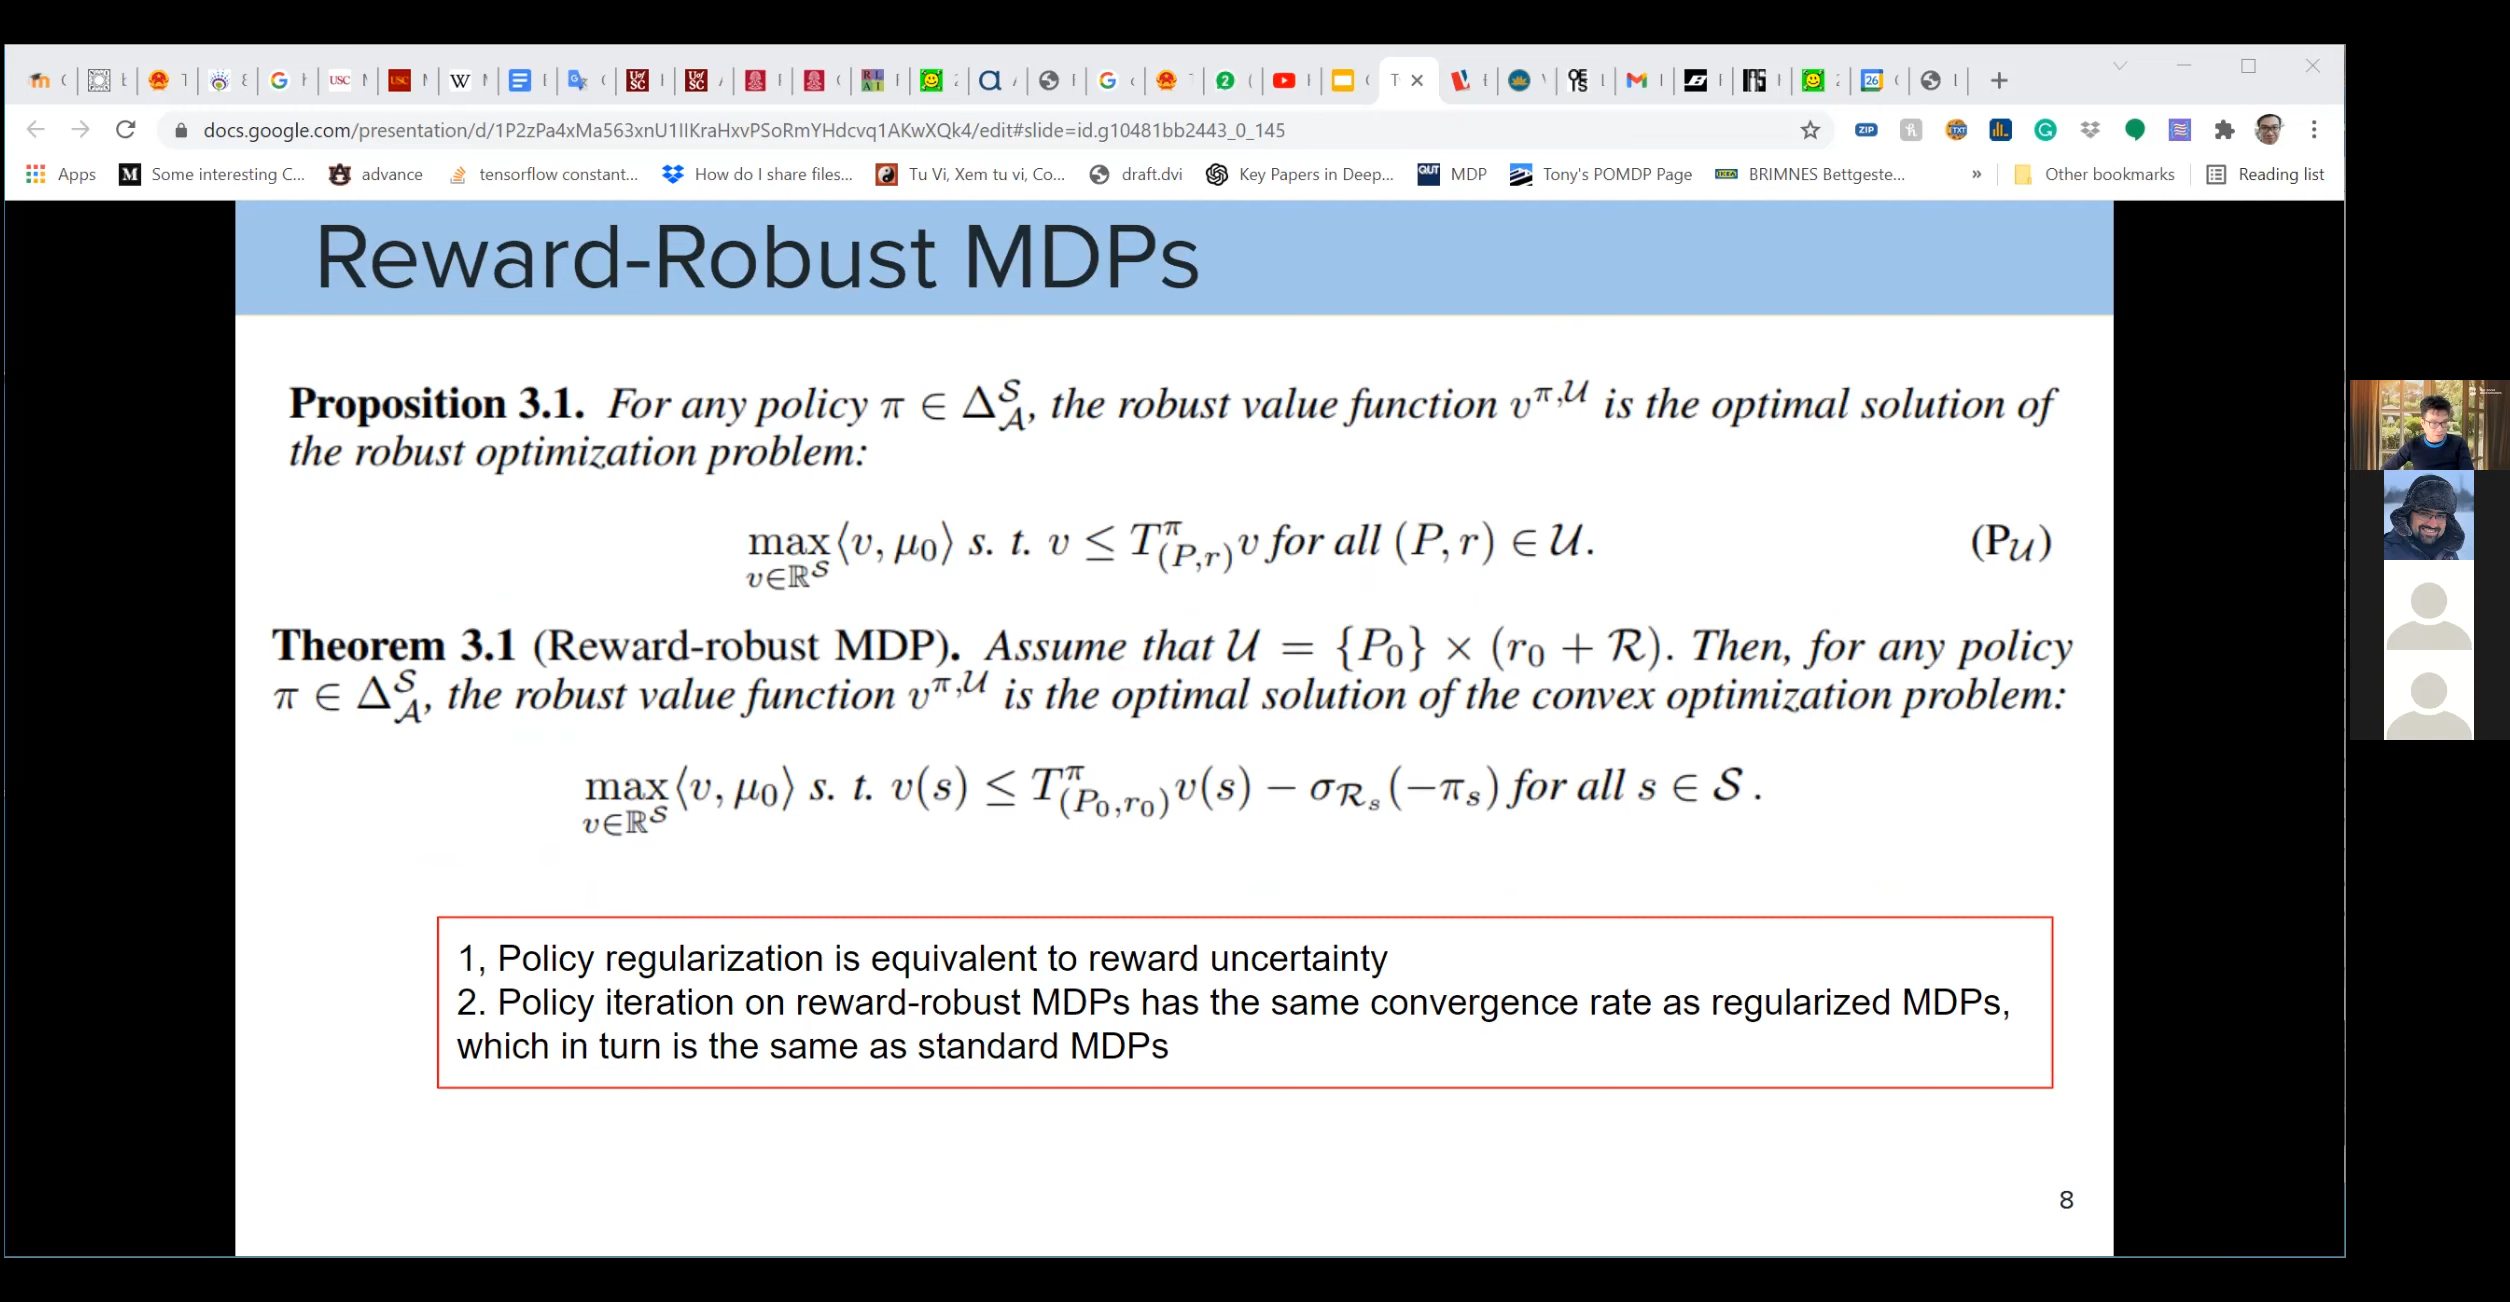 docs.google.com/presentation/d/1P2zPa4xMa563xnU1IIKraHxvPSoRmYHdcvq1AKwXQk4/edit#slide=id.g10481bb2443_0_145
Apps Some interesting C... advance tensorflow constant... How do I share files... Tu Vi, Xem tu vi, Co... draft.dvi Key Papers in Deep... MDP Tony's POMDP Page BRIMNES Bettgeste... » Other bookmarks Reading list
Reward-Robust MDPs
Proposition 3.1. For any policy π ∈ Δ_𝒜^𝒮, the robust value function v^{π,𝒰} is the optimal solution of
the robust optimization problem:
max_{v∈ℝ^𝒮} ⟨v, μ₀⟩ s. t. v ≤ T^π_{(P,r)} v for all (P, r) ∈ 𝒰. (P_𝒰)
Theorem 3.1 (Reward-robust MDP). Assume that 𝒰 = {P₀} × (r₀ + ℛ). Then, for any policy
π ∈ Δ_𝒜^𝒮, the robust value function v^{π,𝒰} is the optimal solution of the convex optimization problem:
max_{v∈ℝ^𝒮} ⟨v, μ₀⟩ s. t. v(s) ≤ T^π_{(P₀,r₀)} v(s) − σ_{ℛ_s}(−π_s) for all s ∈ 𝒮.
1, Policy regularization is equivalent to reward uncertainty
2. Policy iteration on reward-robust MDPs has the same convergence rate as regularized MDPs,
which in turn is the same as standard MDPs
8